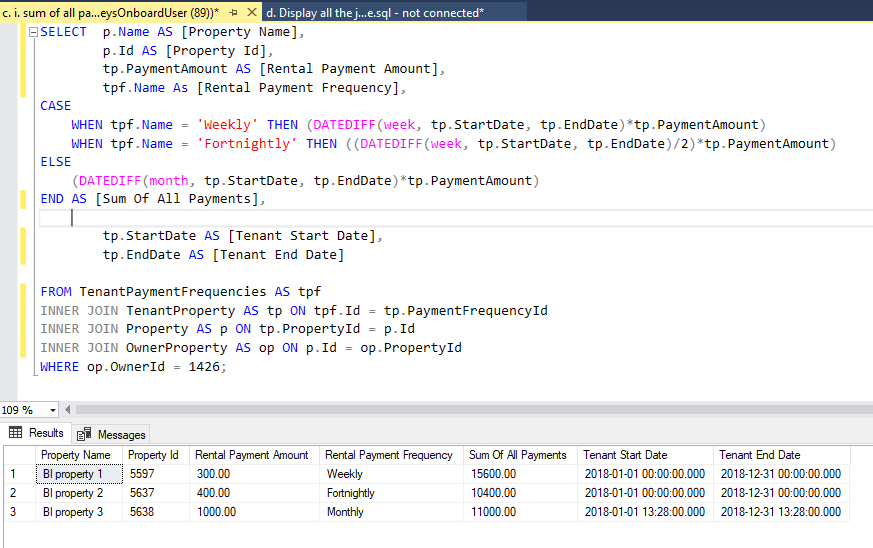 c. i. sum of all pa...eysOnboardUser (89))* d. Display all the j...e.sql - not connected*
SELECT p.Name AS [Property Name],
p.Id AS [Property Id],
tp.PaymentAmount AS [Rental Payment Amount],
tpf.Name As [Rental Payment Frequency],
CASE
WHEN tpf.Name = 'Weekly' THEN (DATEDIFF(week, tp.StartDate, tp.EndDate)*tp.PaymentAmount)
WHEN tpf.Name = 'Fortnightly' THEN ((DATEDIFF(week, tp.StartDate, tp.EndDate)/2)*tp.PaymentAmount)
ELSE
(DATEDIFF(month, tp.StartDate, tp.EndDate)*tp.PaymentAmount)
END AS [Sum Of All Payments],
tp.StartDate AS [Tenant Start Date],
tp.EndDate AS [Tenant End Date]
FROM TenantPaymentFrequencies AS tpf
INNER JOIN TenantProperty AS tp ON tpf.Id = tp.PaymentFrequencyId
INNER JOIN Property AS p ON tp.PropertyId = p.Id
INNER JOIN OwnerProperty AS op ON p.Id = op.PropertyId
WHERE op.OwnerId = 1426;
109 %
Results Messages
Property Name Property Id Rental Payment Amount Rental Payment Frequency Sum Of All Payments Tenant Start Date Tenant End Date
1 BI property 1 5597 300.00 Weekly 15600.00 2018-01-01 00:00:00.000 2018-12-31 00:00:00.000
2 BI property 2 5637 400.00 Fortnightly 10400.00 2018-01-01 00:00:00.000 2018-12-31 00:00:00.000
3 BI property 3 5638 1000.00 Monthly 11000.00 2018-01-01 13:28:00.000 2018-12-31 13:28:00.000